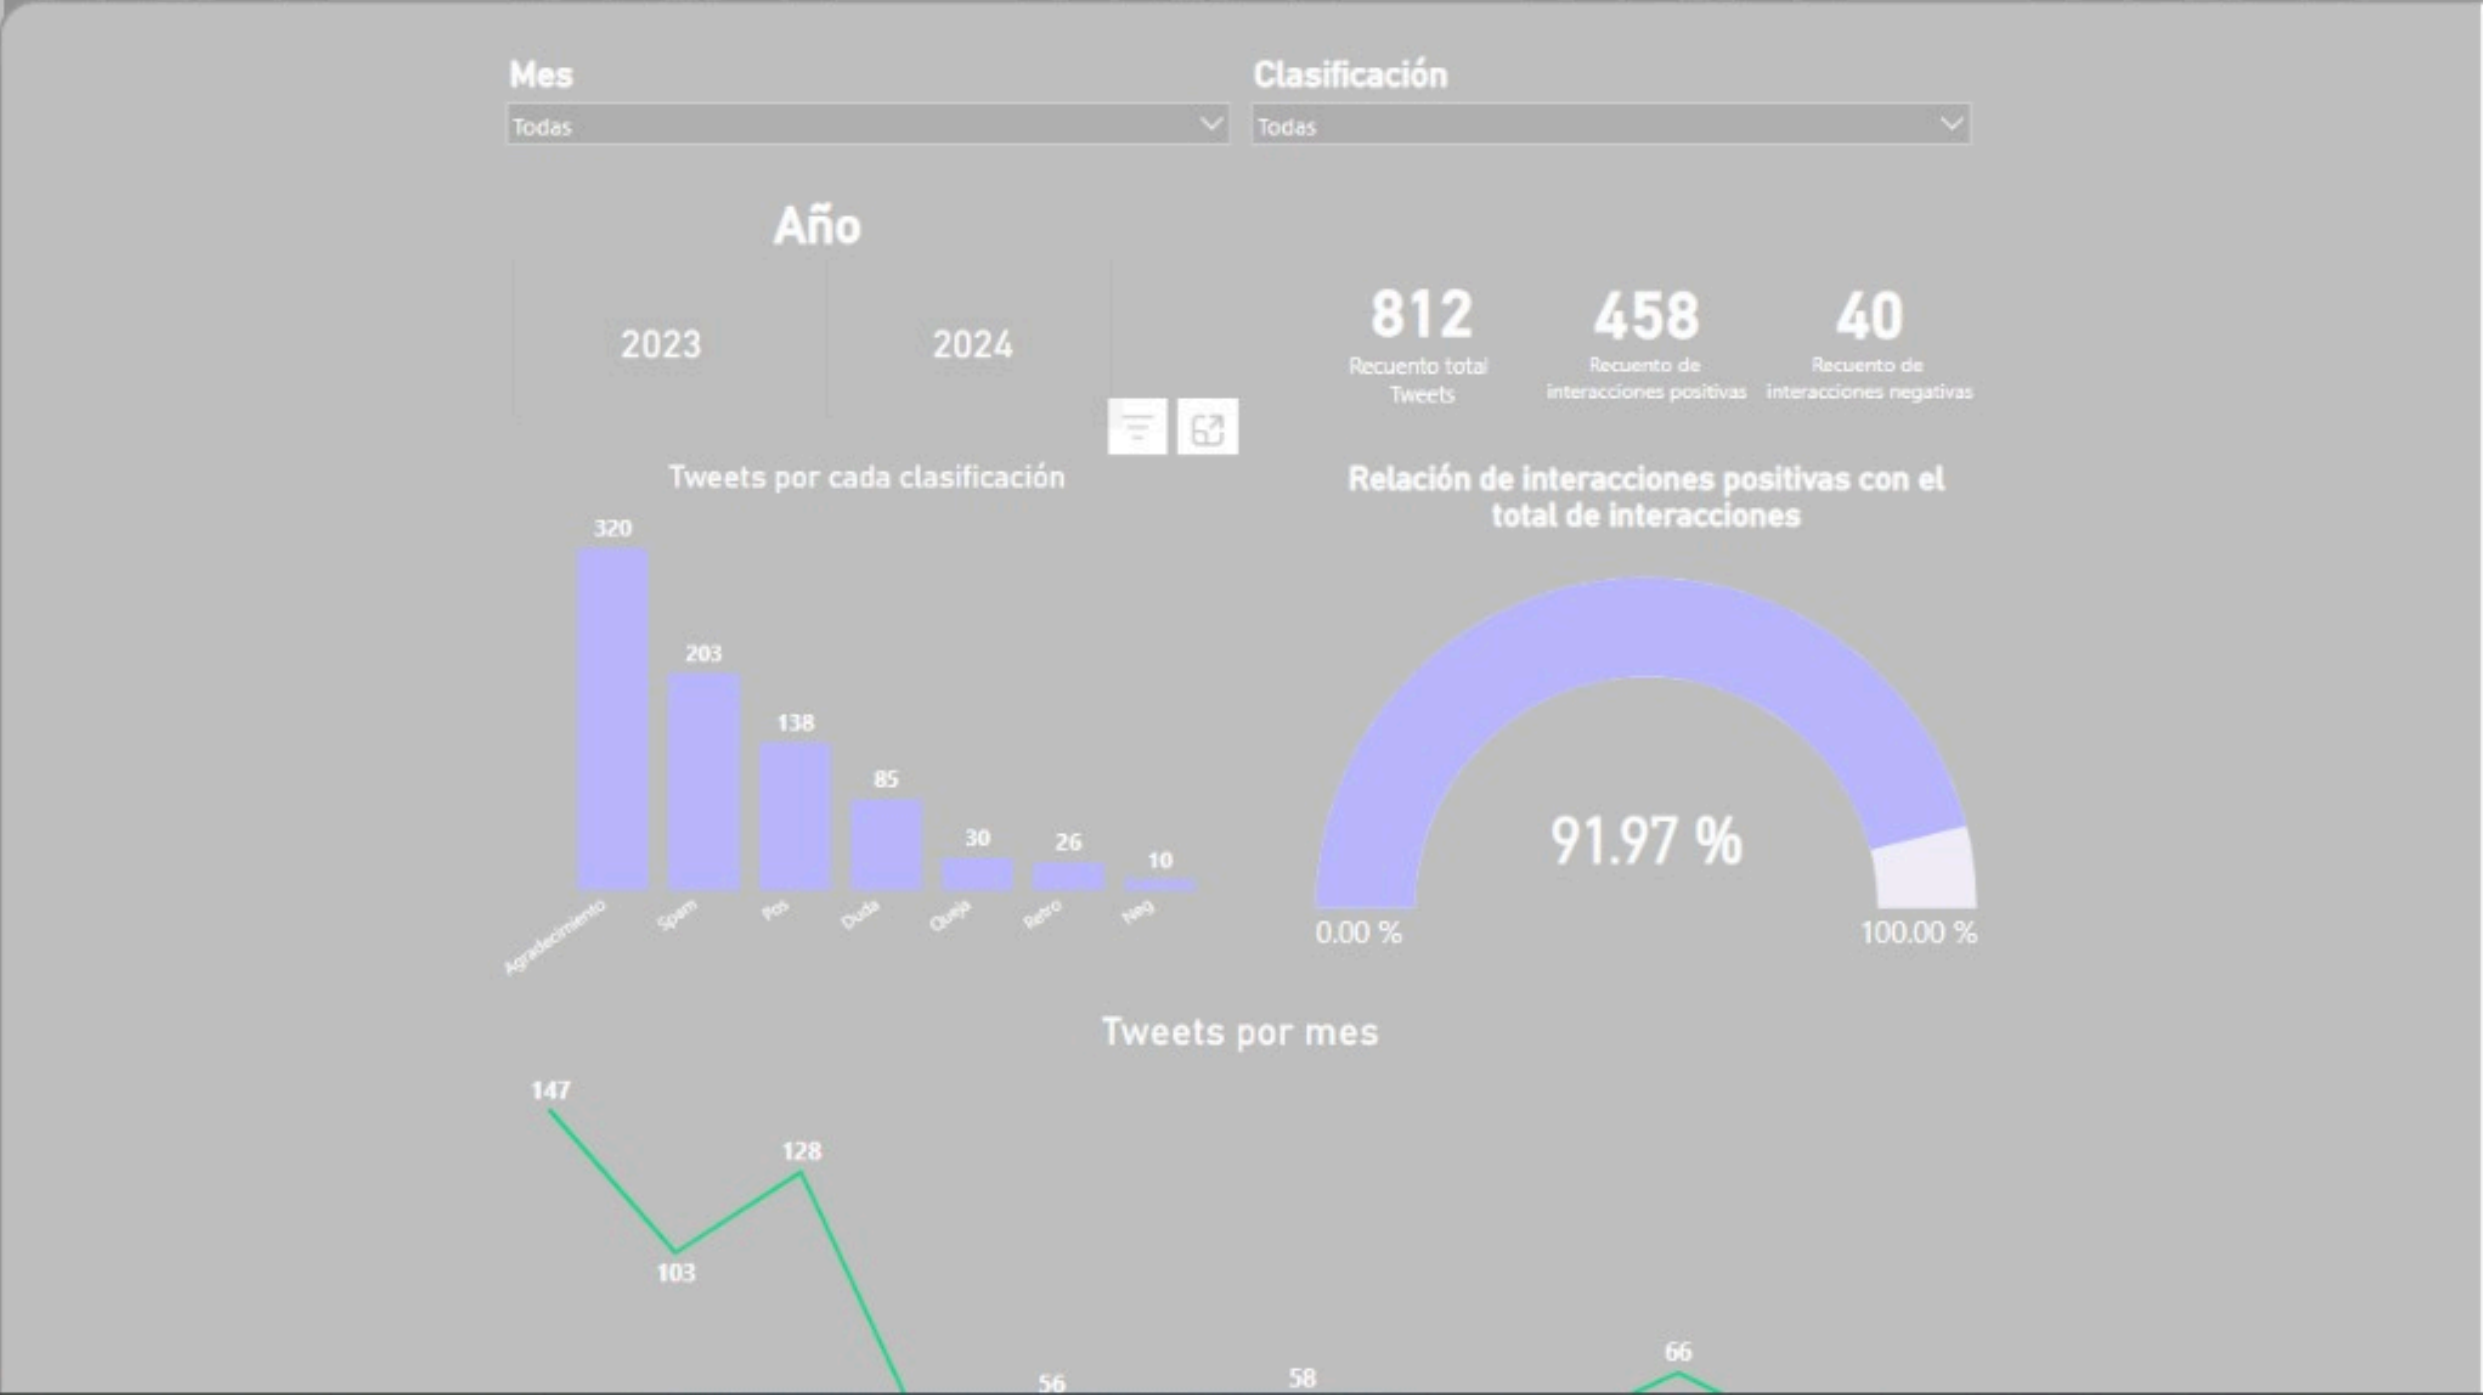 Mes
Clasificación
Todas
Todas
Año
2023
2024
812
Recuento total
Tweets
458
Recuento de
interacciones positivas
40
Recuento de
interacciones negativas
Tweets por cada clasificación
320
203
138
85
30
26
10
Agradecimiento
Spam
Pos
Duda
Queja
Retro
Neg
Relación de interacciones positivas con el
total de interacciones
91.97 %
0.00 %
100.00 %
Tweets por mes
147
103
128
56
58
66